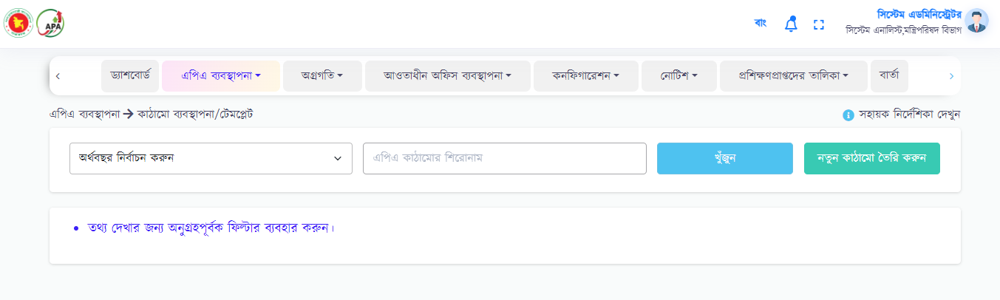 APA
বাং
সিস্টেম এডমিনিস্ট্রেটর
সিস্টেম এনালিস্ট,মন্ত্রিপরিষদ বিভাগ
ড্যাশবোর্ড এপিএ ব্যবস্থাপনা অগ্রগতি আওতাধীন অফিস ব্যবস্থাপনা কনফিগারেশন নোটিশ প্রশিক্ষণপ্রাপ্তদের তালিকা বার্তা
এপিএ ব্যবস্থাপনা → কাঠামো ব্যবস্থাপনা/টেমপ্লেট সহায়ক নির্দেশিকা দেখুন
অর্থবছর নির্বাচন করুন এপিএ কাঠামোর শিরোনাম খুঁজুন নতুন কাঠামো তৈরি করুন
• তথ্য দেখার জন্য অনুগ্রহপূর্বক ফিল্টার ব্যবহার করুন।